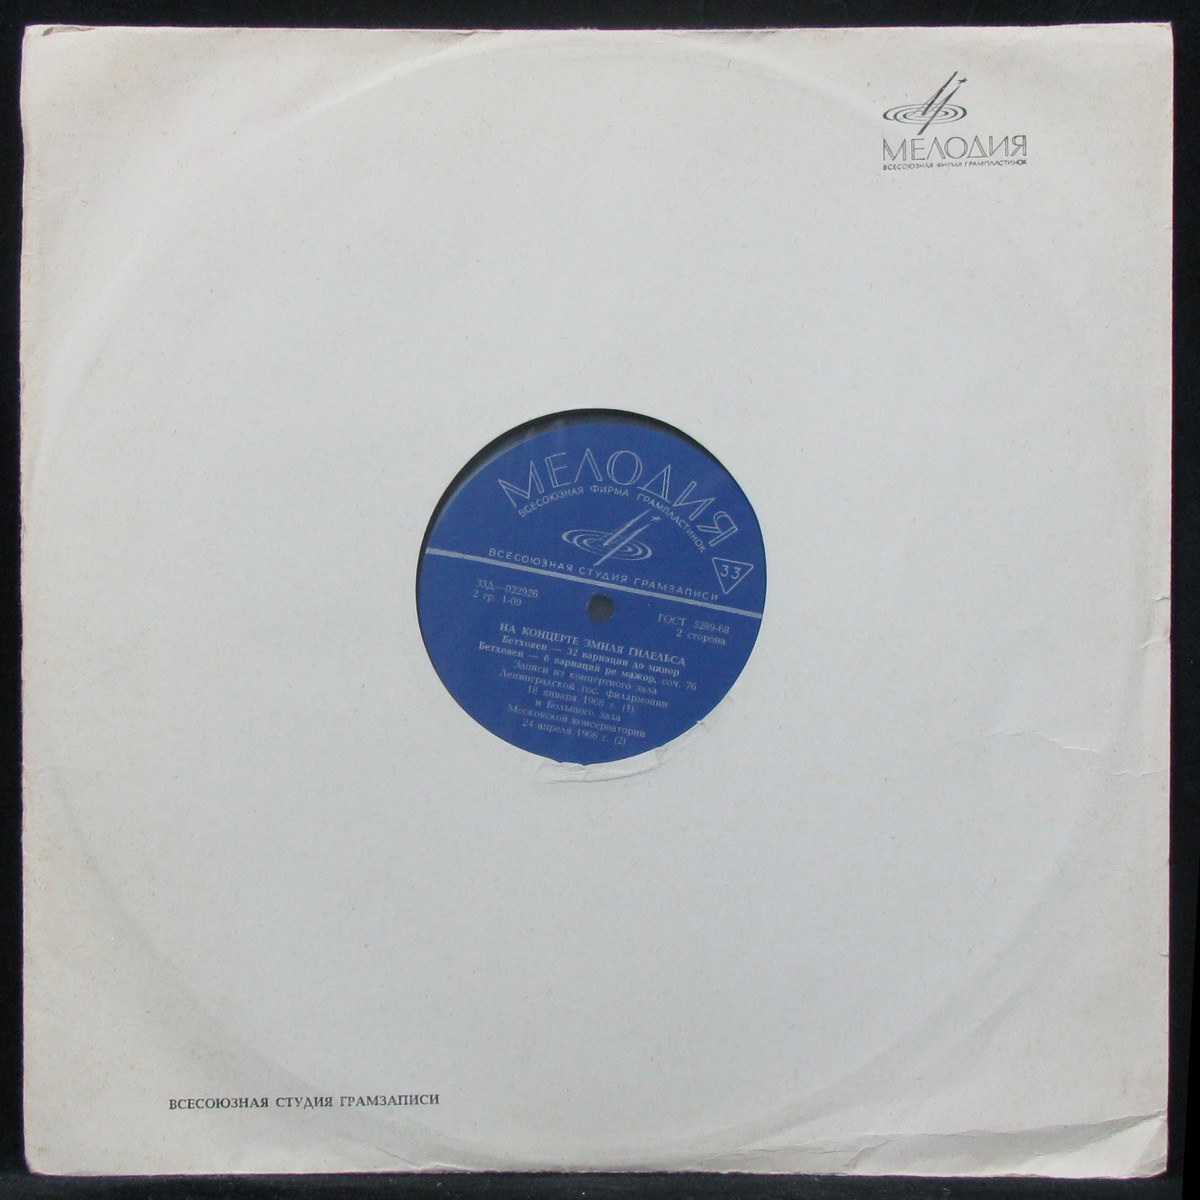 МЕЛОДИЯ
ВСЕСОЮЗНАЯ ФИРМА ГРАМПЛАСТИНОК
МЕЛОДИЯ
ВСЕСОЮЗНАЯ ФИРМА ГРАМПЛАСТИНОК
ВСЕСОЮЗНАЯ СТУДИЯ ГРАМЗАПИСИ
33
33Д—022926
2 гр. 1-00
ГОСТ 5289-68
2 сторона
НА КОНЦЕРТЕ ЭМИЛЯ ГИЛЕЛЬСА
Бетховен — 32 вариации до минор
Бетховен — 6 вариаций ре мажор, соч. 76
Записи из концертного зала
Ленинградской гос. филармонии
18 января 1968 г. (1)
и Большого зала
Московской консерватории
24 апреля 1966 г. (2)
ВСЕСОЮЗНАЯ СТУДИЯ ГРАМЗАПИСИ